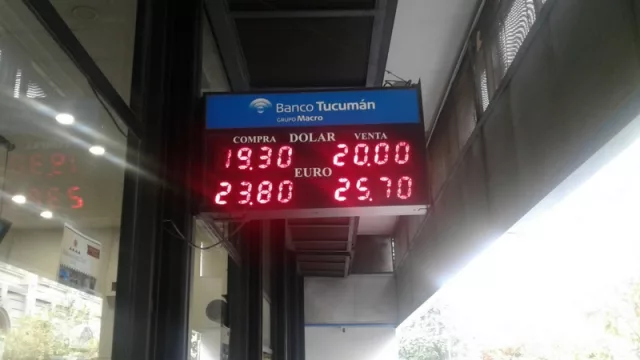 Banco Tucumán
GRUPO Macro
COMPRA DOLAR VENTA
19.30 20.00
EURO
23.80 25.70